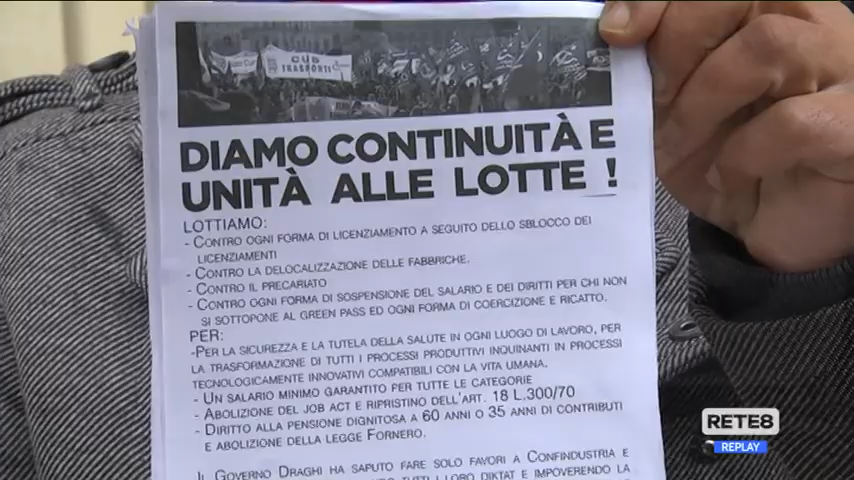 CUB
TRASPORTI
DIAMO CONTINUITÀ E
UNITÀ ALLE LOTTE !
LOTTIAMO:
- CONTRO OGNI FORMA DI LICENZIAMENTO A SEGUITO DELLO SBLOCCO DEI
LICENZIAMENTI
- CONTRO LA DELOCALIZZAZIONE DELLE FABBRICHE.
- CONTRO IL PRECARIATO
- CONTRO OGNI FORMA DI SOSPENSIONE DEL SALARIO E DEI DIRITTI PER CHI NON
SI SOTTOPONE AL GREEN PASS ED OGNI FORMA DI COERCIZIONE E RICATTO.
PER:
-PER LA SICUREZZA E LA TUTELA DELLA SALUTE IN OGNI LUOGO DI LAVORO, PER
LA TRASFORMAZIONE DI TUTTI I PROCESSI PRODUTTIVI INQUINANTI IN PROCESSI
TECNOLOGICAMENTE INNOVATIVI COMPATIBILI CON LA VITA UMANA.
- UN SALARIO MINIMO GARANTITO PER TUTTE LE CATEGORIE
- ABOLIZIONE DEL JOB ACT E RIPRISTINO DELL'ART. 18 L.300/70
- DIRITTO ALLA PENSIONE DIGNITOSA A 60 ANNI O 35 ANNI DI CONTRIBUTI
E ABOLIZIONE DELLA LEGGE FORNERO.
IL GOVERNO DRAGHI HA SAPUTO FARE SOLO FAVORI A CONFINDUSTRIA E
TUTTI I LORO DIKTAT E IMPOVERENDO LA
RETE8
REPLAY